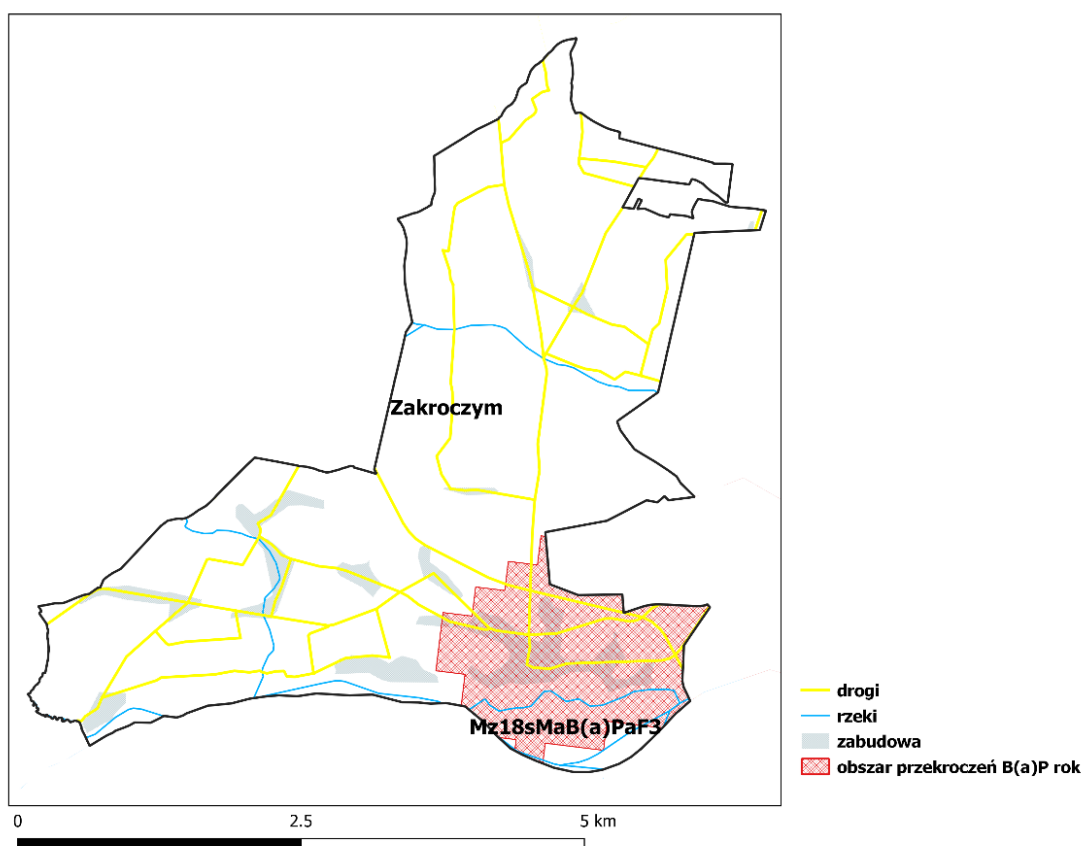 Zakroczym
Mz18sMaB(a)PaF3
drogi
rzeki
zabudowa
obszar przekroczeń B(a)P rok
0 2.5 5 km